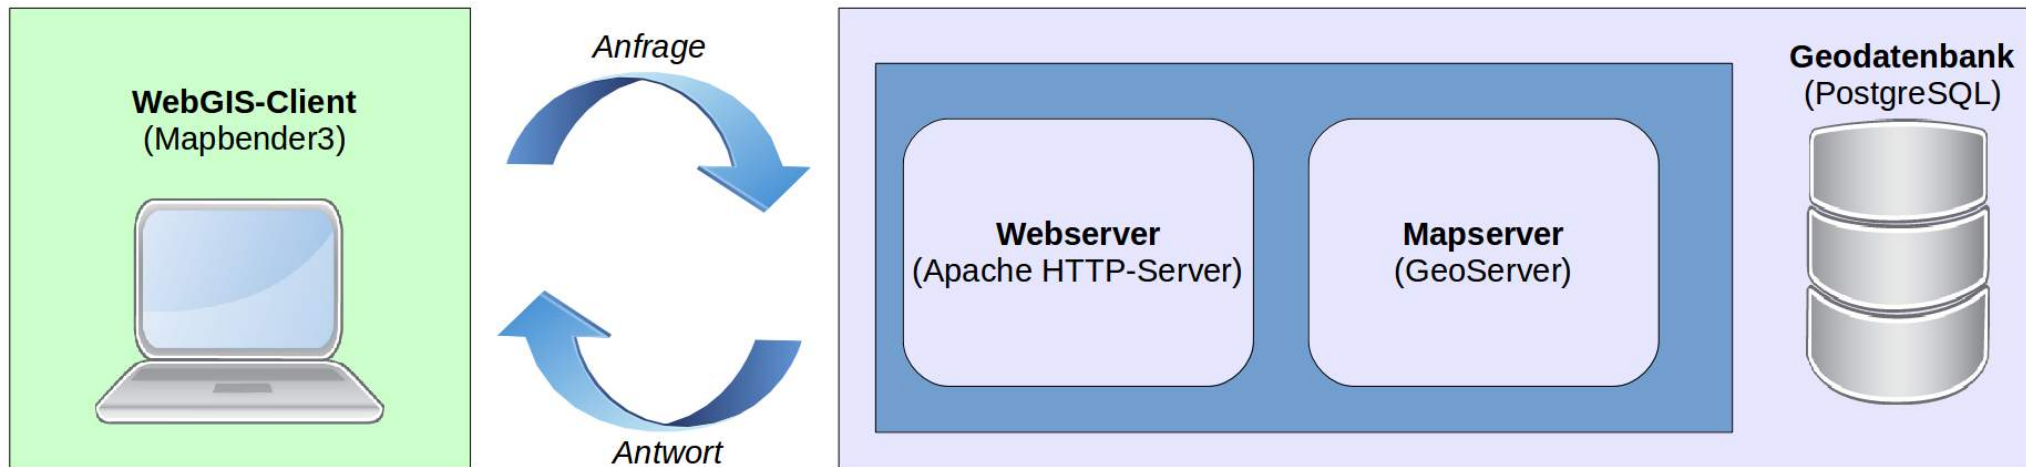 WebGIS-Client
(Mapbender3)
Anfrage
Antwort
Webserver
(Apache HTTP-Server)
Mapserver
(GeoServer)
Geodatenbank
(PostgreSQL)